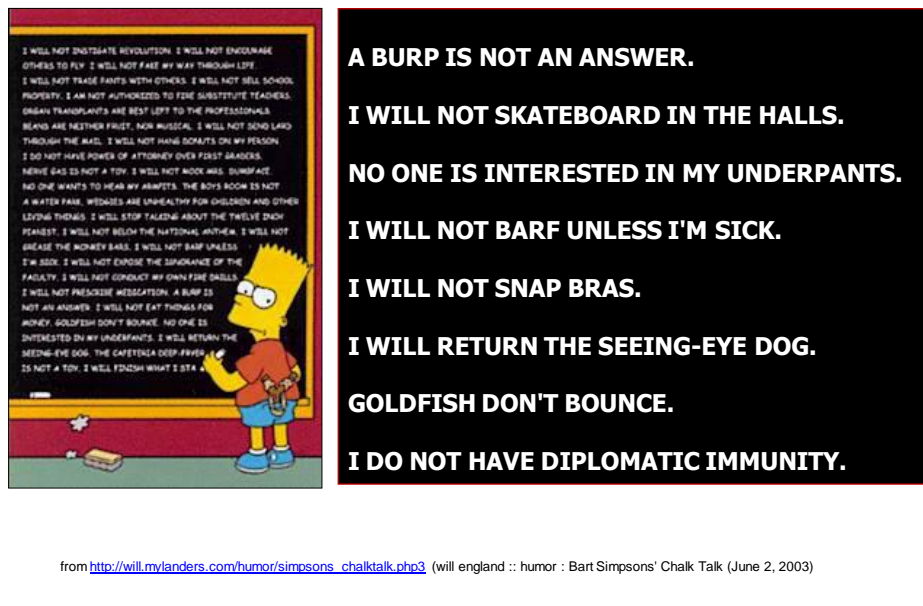 I WILL NOT INSTIGATE REVOLUTION. I WILL NOT ENCOURAGE
OTHERS TO FLY. I WILL NOT FAKE MY WAY THROUGH LIFE.
I WILL NOT TRADE PANTS WITH OTHERS. I WILL NOT SELL SCHOOL
PROPERTY. I AM NOT AUTHORIZED TO FIRE SUBSTITUTE TEACHERS.
ORGAN TRANSPLANTS ARE BEST LEFT TO THE PROFESSIONALS.
BEANS ARE NEITHER FRUIT, NOR MUSICAL. I WILL NOT SEND LARD
THROUGH THE MAIL. I WILL NOT HANG DONUTS ON MY PERSON.
I DO NOT HAVE POWER OF ATTORNEY OVER FIRST GRADERS.
NERVE GAS IS NOT A TOY. I WILL NOT MOCK MRS. DUMBFACE.
NO ONE WANTS TO HEAR MY ARMPITS. THE BOYS ROOM IS NOT
A WATER PARK. WEDGIES ARE UNHEALTHY FOR CHILDREN AND OTHER
LIVING THINGS. I WILL STOP TALKING ABOUT THE TWELVE INCH
PIANIST. I WILL NOT BELCH THE NATIONAL ANTHEM. I WILL NOT
GREASE THE MONKEY BARS. I WILL NOT BARF UNLESS
I'M SICK. I WILL NOT EXPOSE THE IGNORANCE OF THE
FACULTY. I WILL NOT CONDUCT MY OWN FIRE DRILLS.
I WILL NOT PRESCRIBE MEDICATION. A BURP IS
NOT AN ANSWER. I WILL NOT EAT THINGS FOR
MONEY. GOLDFISH DON'T BOUNCE. NO ONE IS
INTERESTED IN MY UNDERPANTS. I WILL RETURN THE
SEEING-EYE DOG. THE CAFETERIA DEEP-FRYER
IS NOT A TOY. I WILL FINISH WHAT I STA
A BURP IS NOT AN ANSWER.
I WILL NOT SKATEBOARD IN THE HALLS.
NO ONE IS INTERESTED IN MY UNDERPANTS.
I WILL NOT BARF UNLESS I'M SICK.
I WILL NOT SNAP BRAS.
I WILL RETURN THE SEEING-EYE DOG.
GOLDFISH DON'T BOUNCE.
I DO NOT HAVE DIPLOMATIC IMMUNITY.
from http://will.mylanders.com/humor/simpsons_chalktalk.php3 (will england :: humor : Bart Simpsons' Chalk Talk (June 2, 2003)